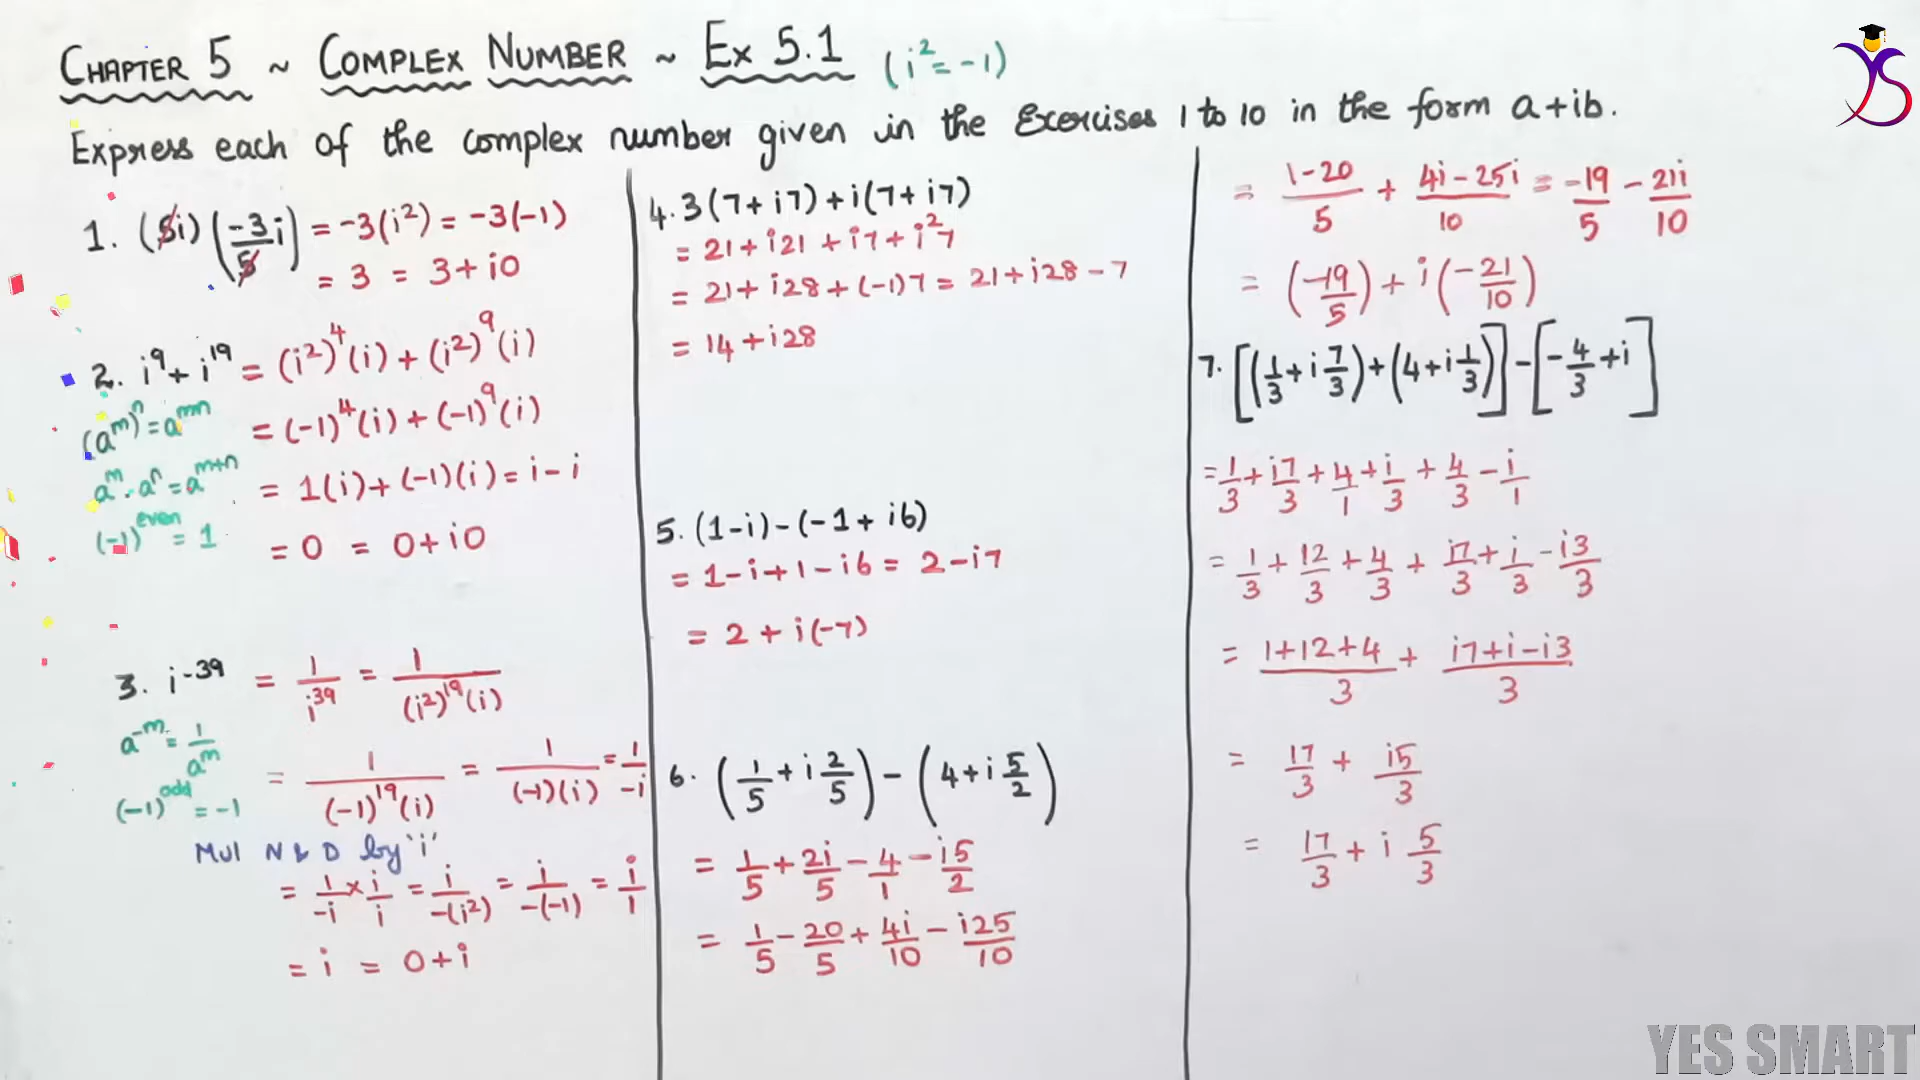 CHAPTER 5 ~ COMPLEX NUMBER ~ EX 5.1 (i² = -1)
Express each of the complex number given in the Exercises 1 to 10 in the form a+ib.
1. (5i)(-3/5 i) = -3(i²) = -3(-1)
= 3 = 3+i0
2. i⁹ + i¹⁹ = (i²)⁴(i) + (i²)⁹(i)
(aᵐ)ⁿ = aᵐⁿ
= (-1)⁴(i) + (-1)⁹(i)
aᵐ · aⁿ = aᵐ⁺ⁿ
= 1(i) + (-1)(i) = i - i
(-1)^even = 1
= 0 = 0+i0
3. i⁻³⁹ = 1/i³⁹ = 1/(i²)¹⁹(i)
a⁻ᵐ = 1/aᵐ
= 1/(-1)¹⁹(i) = 1/(-1)(i) = 1/-i
(-1)^odd = -1
Mul N & D by 'i'
= 1/-i × i/i = i/-(i²) = i/-(-1) = i/1
= i = 0+i
4. 3(7+i7) + i(7+i7)
= 21+i21 + i7 + i²7
= 21 + i28 + (-1)7 = 21 + i28 - 7
= 14 + i28
5. (1-i) - (-1+i6)
= 1-i+1-i6 = 2-i7
= 2 + i(-7)
6. (1/5 + i 2/5) - (4 + i 5/2)
= 1/5 + 2i/5 - 4/1 - i5/2
= 1/5 - 20/5 + 4i/10 - i25/10
= 1-20/5 + 4i-25i/10 = -19/5 - 21i/10
= (-19/5) + i(-21/10)
7. [(1/3 + i 7/3) + (4 + i 1/3)] - [-4/3 + i]
= 1/3 + i7/3 + 4/1 + i/3 + 4/3 - i/1
= 1/3 + 12/3 + 4/3 + i7/3 + i/3 - i3/3
= 1+12+4/3 + i7+i-i3/3
= 17/3 + i5/3
= 17/3 + i 5/3
YS
YES SMART